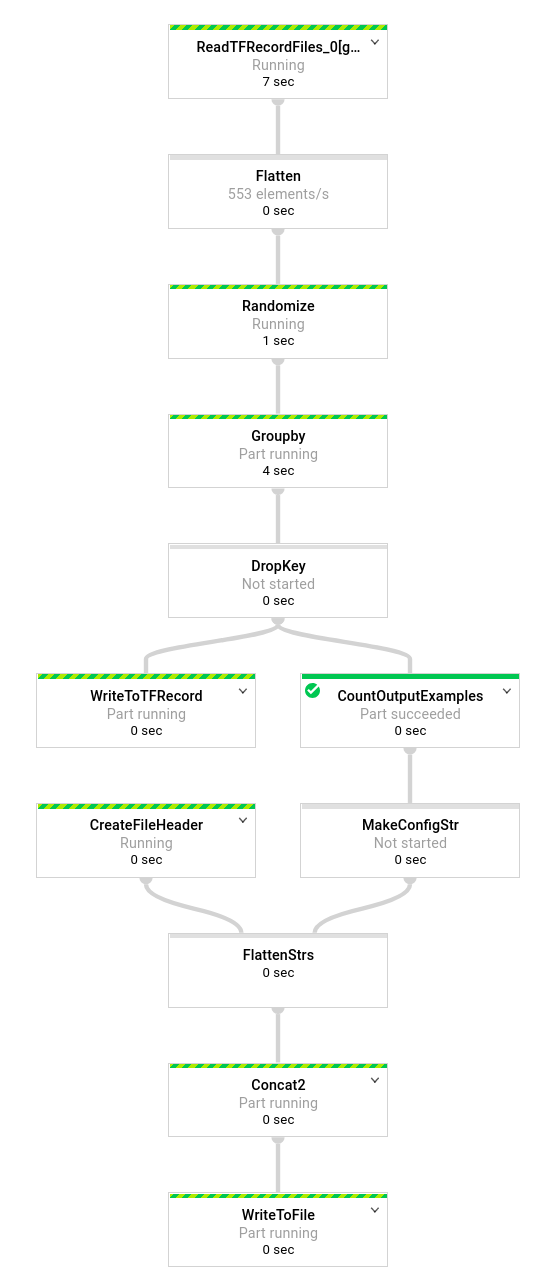 ReadTFRecordFiles_0[g…
Running
7 sec
Flatten
553 elements/s
0 sec
Randomize
Running
1 sec
Groupby
Part running
4 sec
DropKey
Not started
0 sec
WriteToTFRecord
Part running
0 sec
CountOutputExamples
Part succeeded
0 sec
CreateFileHeader
Running
0 sec
MakeConfigStr
Not started
0 sec
FlattenStrs
0 sec
Concat2
Part running
0 sec
WriteToFile
Part running
0 sec